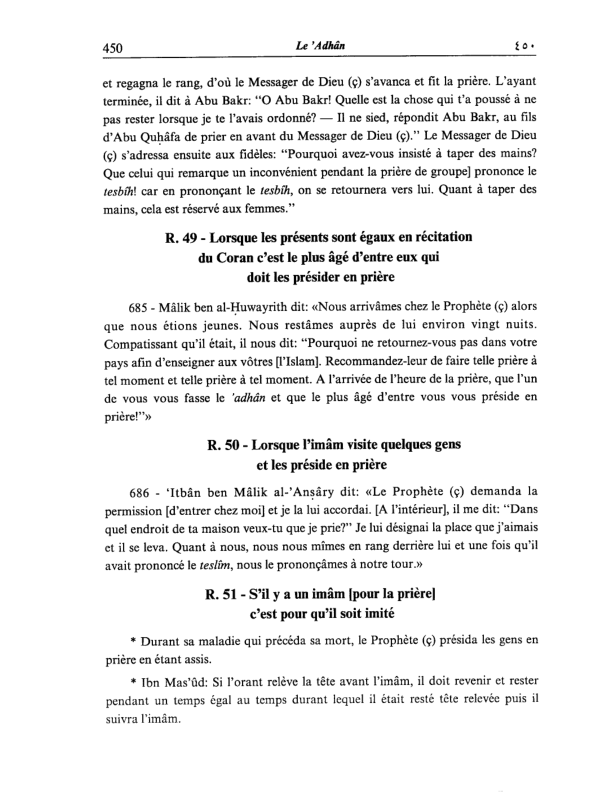 450 Le 'Adhân ٤٥٠
et regagna le rang, d'où le Messager de Dieu (ç) s'avanca et fit la prière. L'ayant
terminée, il dit à Abu Bakr: “O Abu Bakr! Quelle est la chose qui t'a poussé à ne
pas rester lorsque je te l'avais ordonné? — Il ne sied, répondit Abu Bakr, au fils
d'Abu Quḥâfa de prier en avant du Messager de Dieu (ç).” Le Messager de Dieu
(ç) s'adressa ensuite aux fidèles: “Pourquoi avez-vous insisté à taper des mains?
Que celui qui remarque un inconvénient pendant la prière de groupe] prononce le
tesbîh! car en prononçant le tesbîh, on se retournera vers lui. Quant à taper des
mains, cela est réservé aux femmes.”
R. 49 - Lorsque les présents sont égaux en récitation
du Coran c'est le plus âgé d'entre eux qui
doit les présider en prière
685 - Mâlik ben al-Ḥuwayrith dit: «Nous arrivâmes chez le Prophète (ç) alors
que nous étions jeunes. Nous restâmes auprès de lui environ vingt nuits.
Compatissant qu'il était, il nous dit: “Pourquoi ne retournez-vous pas dans votre
pays afin d'enseigner aux vôtres [l'Islam]. Recommandez-leur de faire telle prière à
tel moment et telle prière à tel moment. A l'arrivée de l'heure de la prière, que l'un
de vous vous fasse le 'adhân et que le plus âgé d'entre vous vous préside en
prière!”»
R. 50 - Lorsque l'imâm visite quelques gens
et les préside en prière
686 - ‘Itbân ben Mâlik al-’Anṣâry dit: «Le Prophète (ç) demanda la
permission [d'entrer chez moi] et je la lui accordai. [A l'intérieur], il me dit: “Dans
quel endroit de ta maison veux-tu que je prie?” Je lui désignai la place que j'aimais
et il se leva. Quant à nous, nous nous mîmes en rang derrière lui et une fois qu'il
avait prononcé le teslîm, nous le prononçâmes à notre tour.»
R. 51 - S'il y a un imâm [pour la prière]
c'est pour qu'il soit imité
* Durant sa maladie qui précéda sa mort, le Prophète (ç) présida les gens en
prière en étant assis.
* Ibn Mas'ûd: Si l'orant relève la tête avant l'imâm, il doit revenir et rester
pendant un temps égal au temps durant lequel il était resté tête relevée puis il
suivra l'imâm.